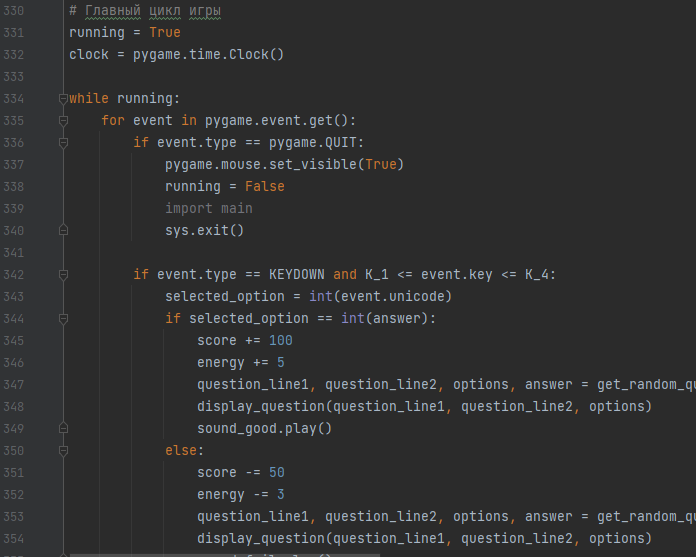 330 # Главный цикл игры
331 running = True
332 clock = pygame.time.Clock()
333
334 while running:
335 for event in pygame.event.get():
336 if event.type == pygame.QUIT:
337 pygame.mouse.set_visible(True)
338 running = False
339 import main
340 sys.exit()
341
342 if event.type == KEYDOWN and K_1 <= event.key <= K_4:
343 selected_option = int(event.unicode)
344 if selected_option == int(answer):
345 score += 100
346 energy += 5
347 question_line1, question_line2, options, answer = get_random_qu
348 display_question(question_line1, question_line2, options)
349 sound_good.play()
350 else:
351 score -= 50
352 energy -= 3
353 question_line1, question_line2, options, answer = get_random_qu
354 display_question(question_line1, question_line2, options)